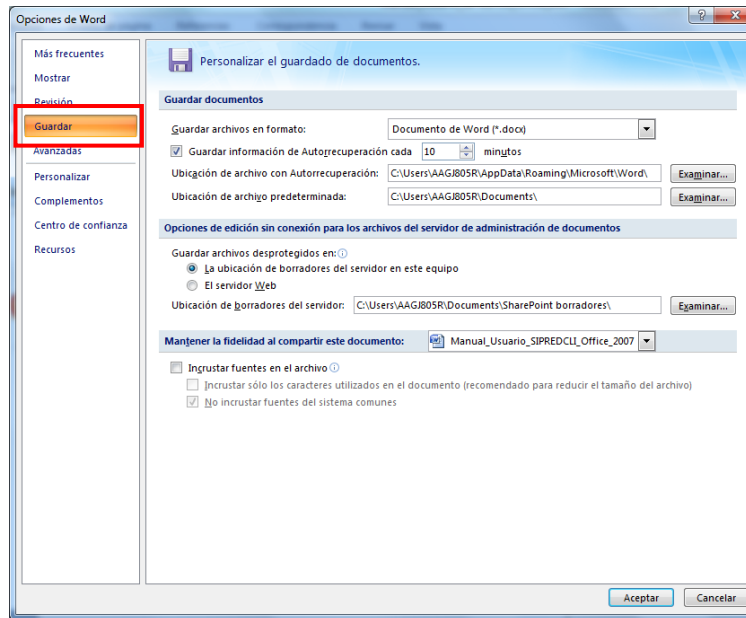 Opciones de Word
Más frecuentes
Mostrar
Revisión
Guardar
Avanzadas
Personalizar
Complementos
Centro de confianza
Recursos
Personalizar el guardado de documentos.
Guardar documentos
Guardar archivos en formato: Documento de Word (*.docx)
Guardar información de Autorrecuperación cada 10 minutos
Ubicación de archivo con Autorrecuperación: C:\Users\AAGJ805R\AppData\Roaming\Microsoft\Word\ Examinar...
Ubicación de archivo predeterminada: C:\Users\AAGJ805R\Documents\ Examinar...
Opciones de edición sin conexión para los archivos del servidor de administración de documentos
Guardar archivos desprotegidos en:
La ubicación de borradores del servidor en este equipo
El servidor Web
Ubicación de borradores del servidor: C:\Users\AAGJ805R\Documents\SharePoint borradores\ Examinar...
Mantener la fidelidad al compartir este documento: Manual_Usuario_SIPREDCLI_Office_2007
Incrustar fuentes en el archivo
Incrustar sólo los caracteres utilizados en el documento (recomendado para reducir el tamaño del archivo)
No incrustar fuentes del sistema comunes
Aceptar Cancelar